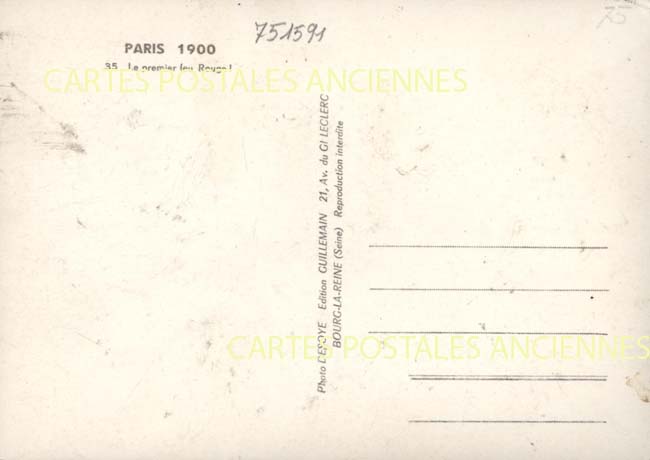 751591
75
PARIS 1900
35 Le premier feu Rouge !
CARTES POSTALES ANCIENNES
Photo DESOYE Edition GUILLEMAIN 21, Av. du Gl LECLERC
BOURG-LA-REINE (Seine) Reproduction interdite
CARTES POSTALES ANCIENNES